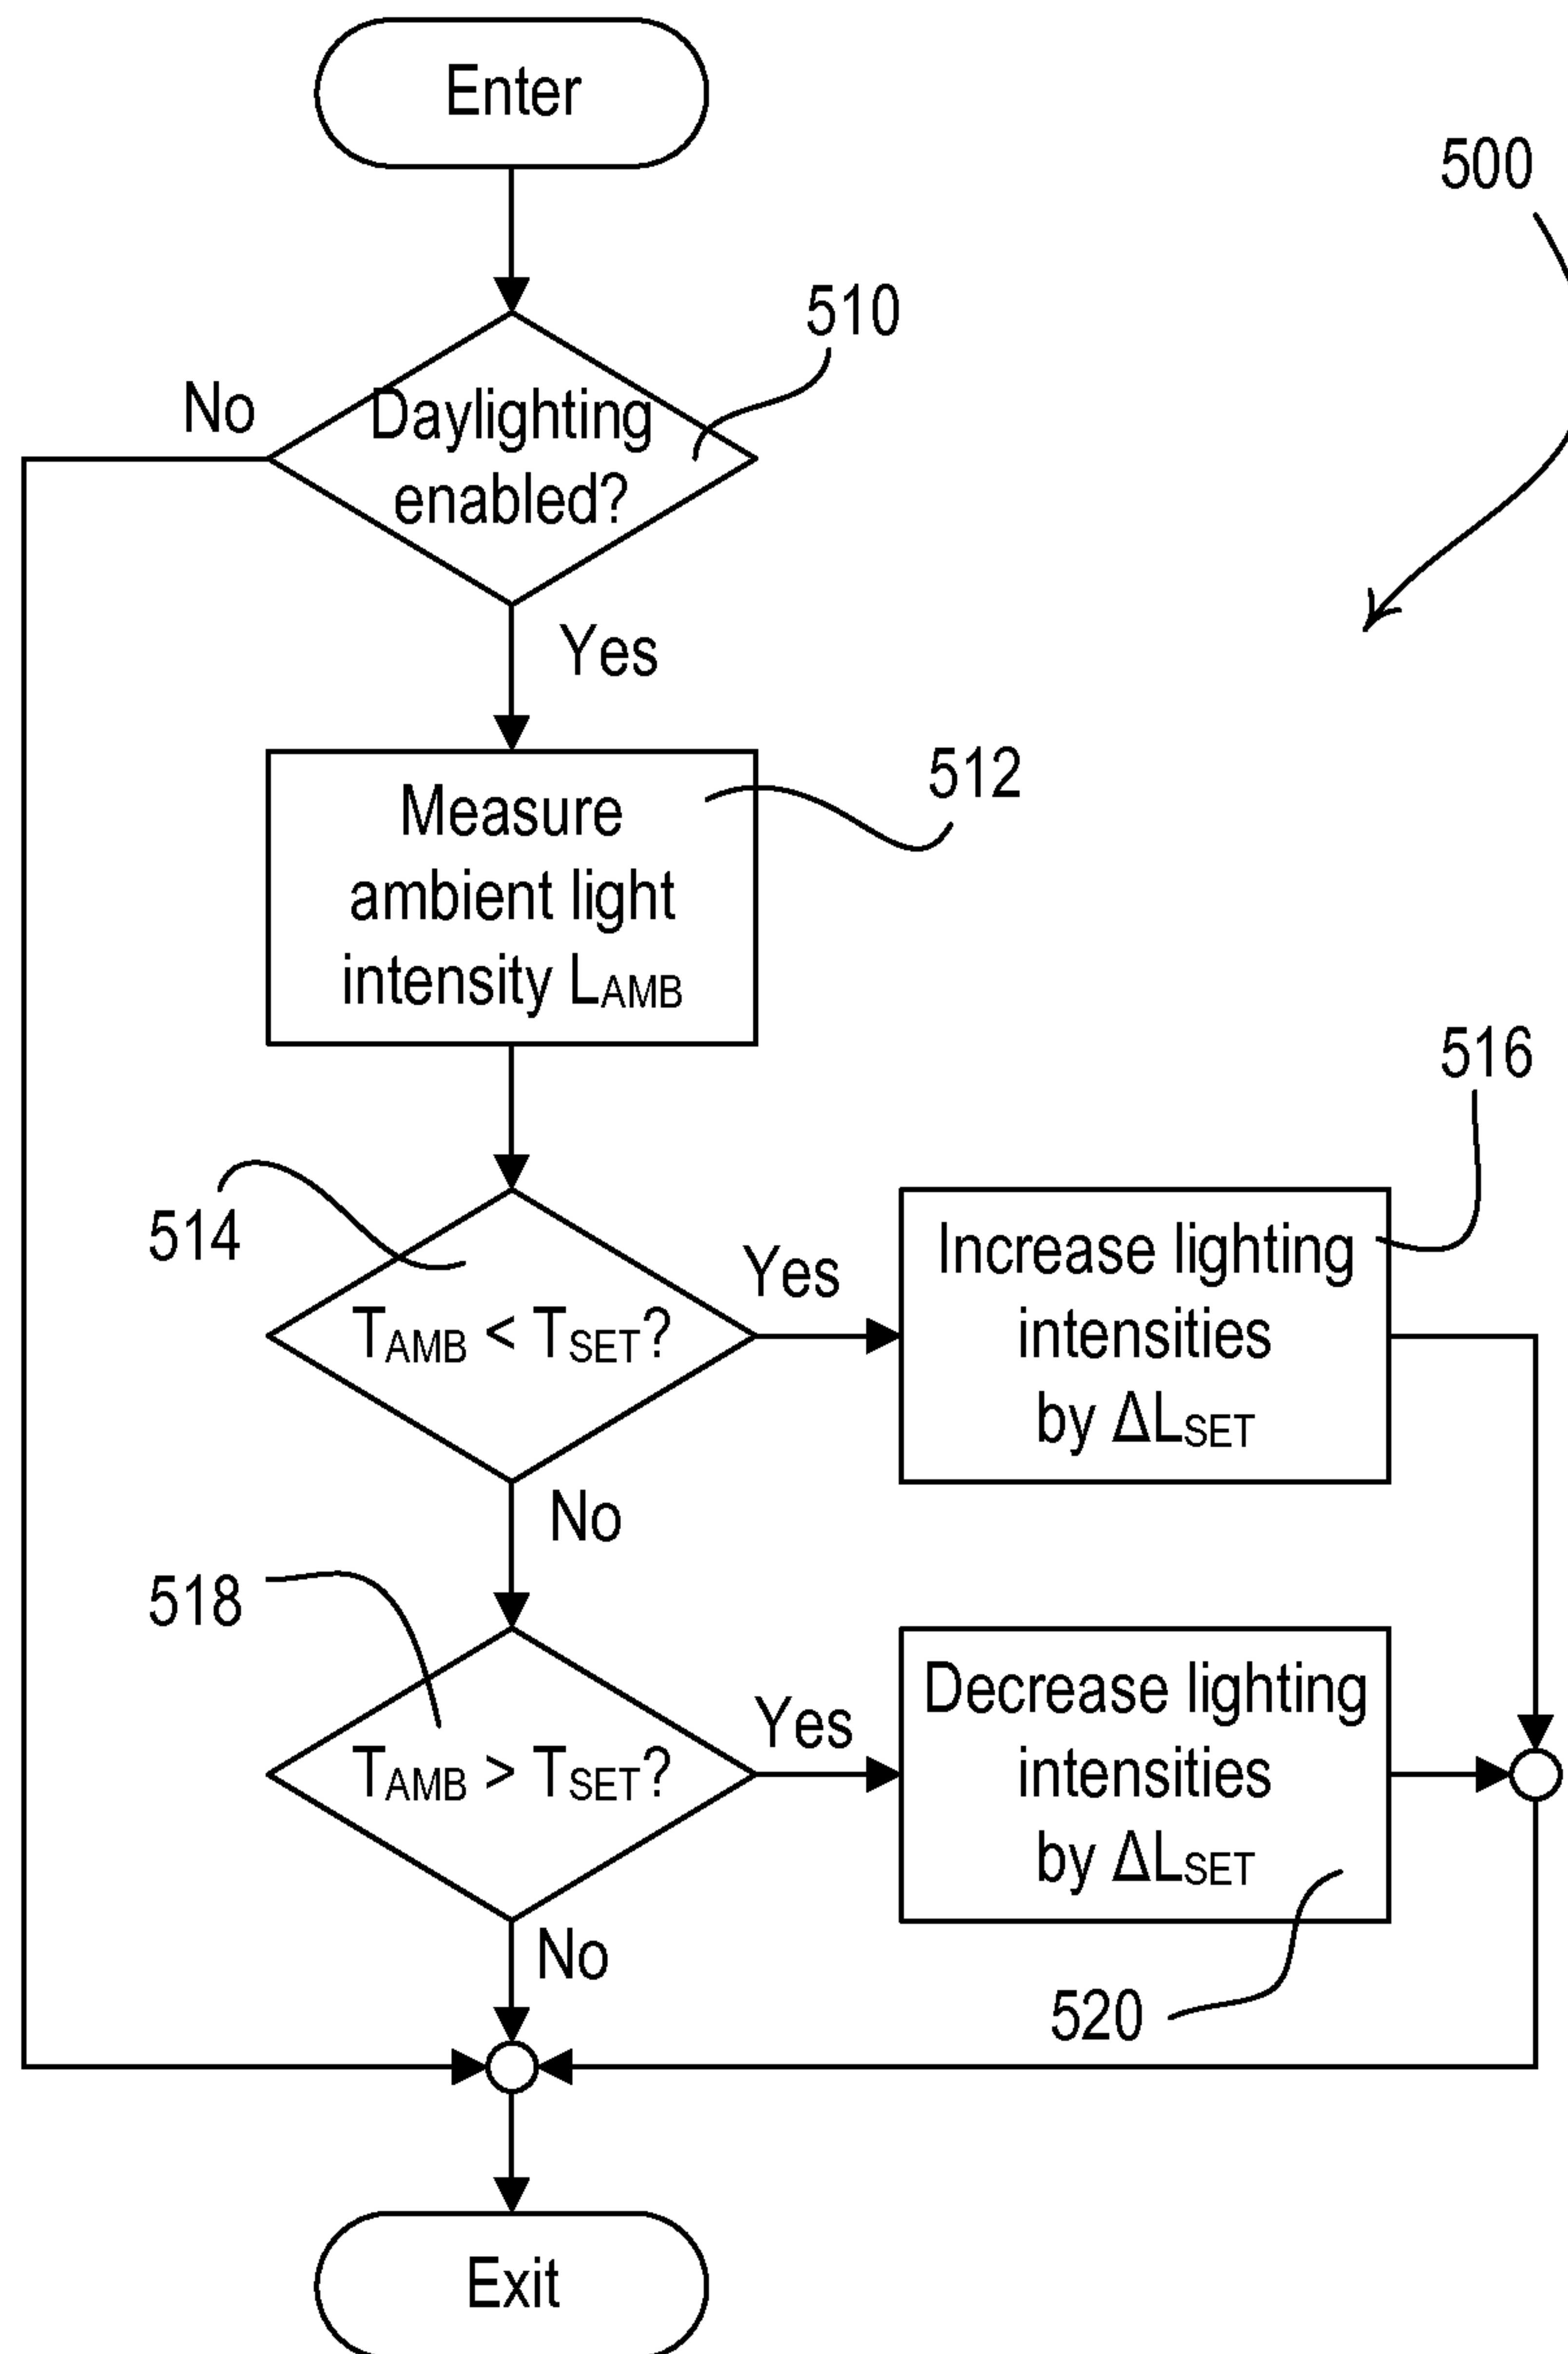 Enter
500
510
No
Daylighting
enabled?
Yes
512
Measure
ambient light
intensity LAMB
516
514
Yes
Increase lighting
intensities
by ΔLSET
TAMB < TSET?
No
518
Yes
Decrease lighting
intensities
by ΔLSET
TAMB > TSET?
No
520
Exit